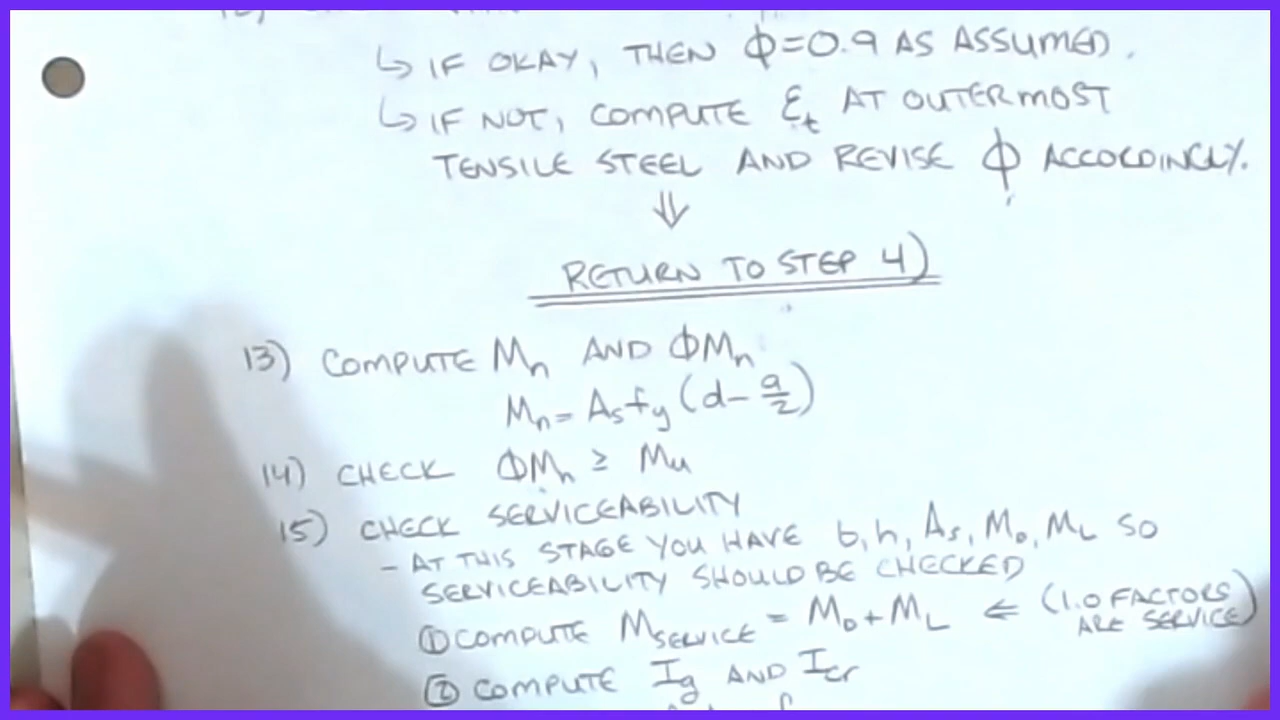 ↳ IF OKAY, THEN ϕ=0.9 AS ASSUMED.
↳ IF NOT, COMPUTE εₜ AT OUTERMOST
TENSILE STEEL AND REVISE ϕ ACCORDINGLY.
⇓
RETURN TO STEP 4)
13) COMPUTE Mₙ AND ϕMₙ
Mₙ = Aₛfᵧ(d-a/2)
14) CHECK ϕMₙ ≥ Mu
15) CHECK SERVICEABILITY
- AT THIS STAGE YOU HAVE b, h, As, MD, ML SO
SERVICEABILITY SHOULD BE CHECKED
① COMPUTE MSERVICE = MD + ML ⇐ (1.0 FACTORS
ARE SERVICE)
② COMPUTE Ig AND Icr